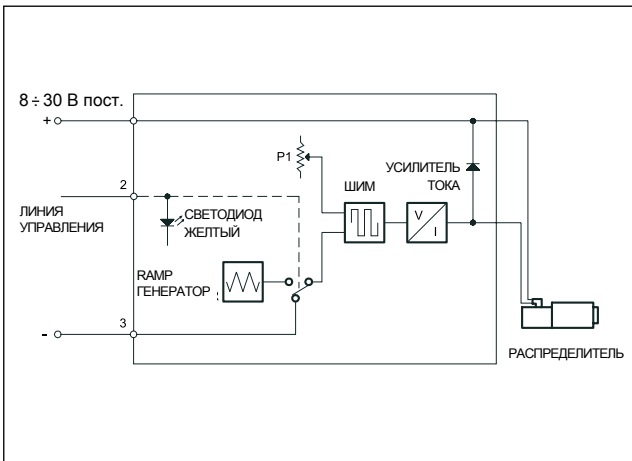 8 ÷ 30 В пост.
+
P1
УСИЛИТЕЛЬ
ТОКА
ШИМ
2
V
I
ЛИНИЯ
УПРАВЛЕНИЯ
СВЕТОДИОД
ЖЕЛТЫЙ
RAMP
ГЕНЕРАТОР :
3
-
РАСПРЕДЕЛИТЕЛЬ